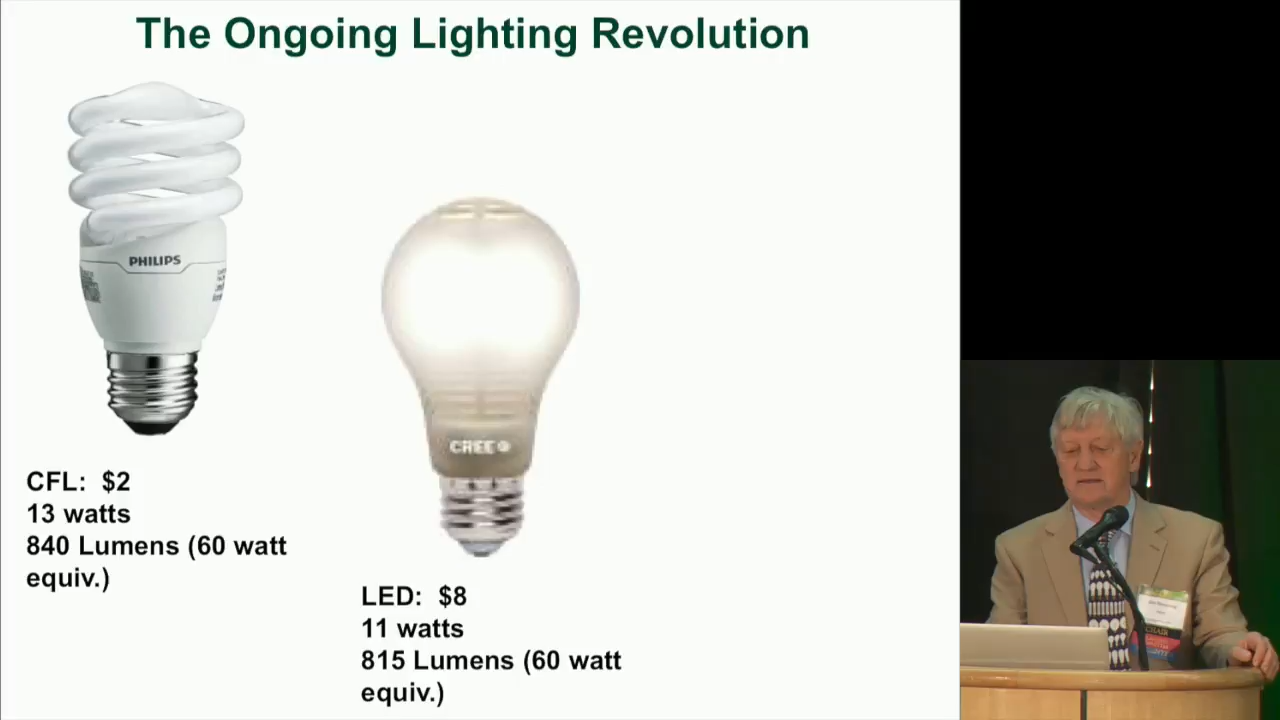 The Ongoing Lighting Revolution
PHILIPS
CREE
CFL: $2
13 watts
840 Lumens (60 watt
equiv.)
LED: $8
11 watts
815 Lumens (60 watt
equiv.)
CHAIR